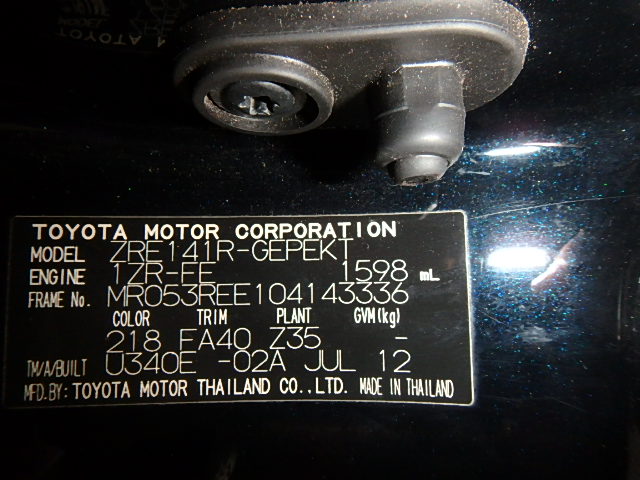 TOYOTA MOTOR CORPORATION
MODEL ZRE141R-GEPEKT
ENGINE 1ZR-FE 1598 mL
FRAME No. MR053REE104143336
COLOR TRIM PLANT GVM(kg)
218 FA40 Z35 -
TM/A/BUILT U340E -02A JUL 12
MFD.BY: TOYOTA MOTOR THAILAND CO.,LTD. MADE IN THAILAND